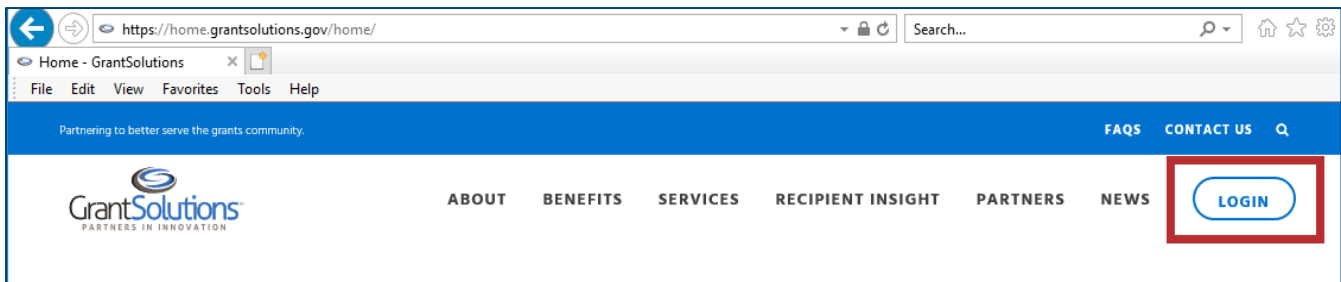 https://home.grantsolutions.gov/home/ Search...
Home - GrantSolutions
File Edit View Favorites Tools Help
Partnering to better serve the grants community. FAQS CONTACT US
GrantSolutions
PARTNERS IN INNOVATION
ABOUT BENEFITS SERVICES RECIPIENT INSIGHT PARTNERS NEWS LOGIN